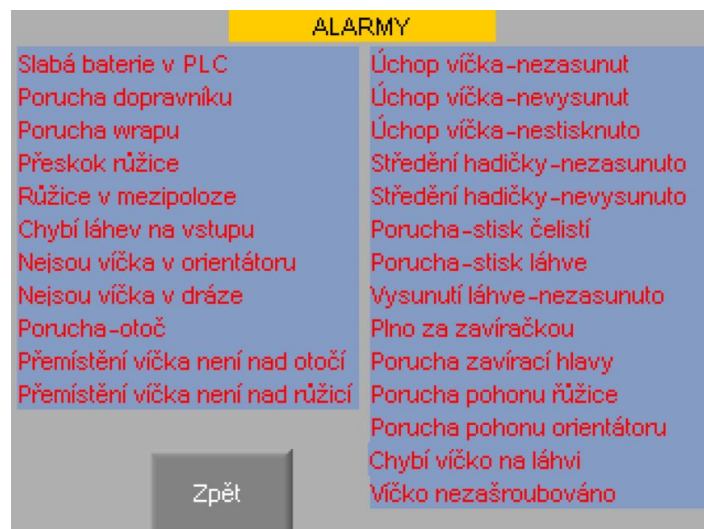 ALARMY
Slabá baterie v PLC
Porucha dopravníku
Porucha wrapu
Přeskok růžice
Růžice v mezipoloze
Chybí láhev na vstupu
Nejsou víčka v orientátoru
Nejsou víčka v dráze
Porucha-otoč
Přemístění víčka není nad otočí
Přemístění víčka není nad růžicí
Úchop víčka-nezasunut
Úchop víčka-nevysunut
Úchop víčka-nestisknuto
Středění hadičky-nezasunuto
Středění hadičky-nevysunuto
Porucha-stisk čelistí
Porucha-stisk láhve
Vysunutí láhve-nezasunuto
Plno za zavíračkou
Porucha zavírací hlavy
Porucha pohonu řůžice
Porucha pohonu orientátoru
Chybí víčko na láhvi
Víčko nezašroubováno
Zpět